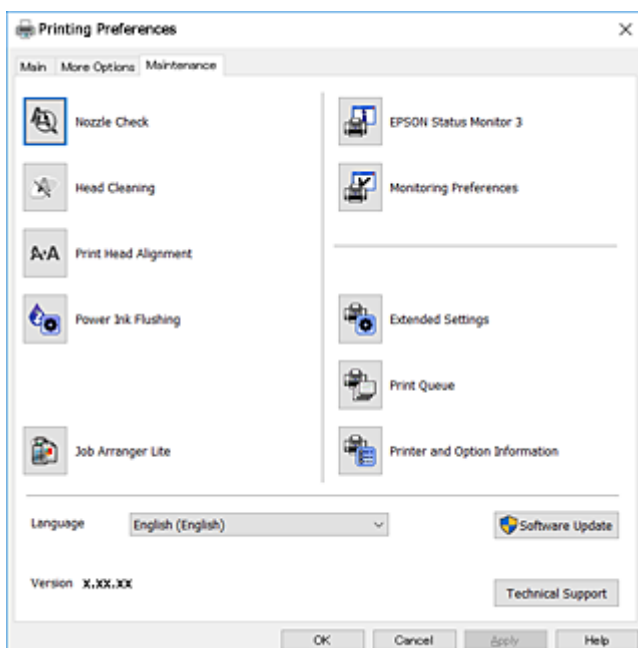 Printing Preferences
Main More Options Maintenance
Nozzle Check
EPSON Status Monitor 3
Head Cleaning
Monitoring Preferences
A·A Print Head Alignment
Power Ink Flushing
Extended Settings
Print Queue
Job Arranger Lite
Printer and Option Information
Language English (English)
Software Update
Version x.xx.xx
Technical Support
OK Cancel Apply Help